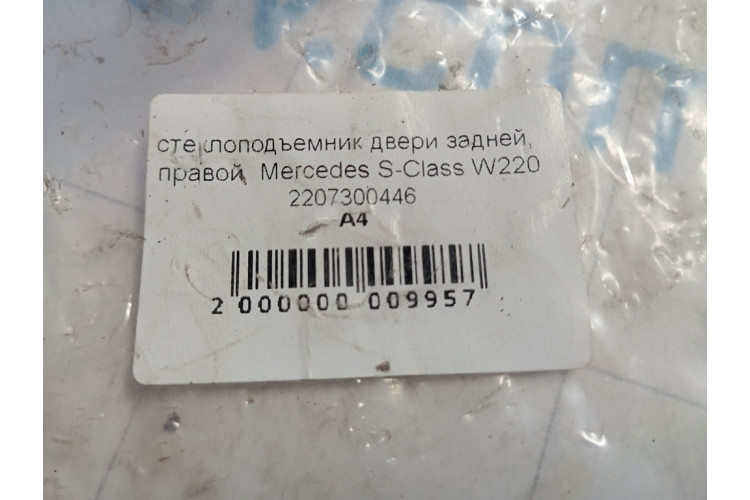 стеклоподъемник двери задней,
правой, Mercedes S-Class W220
2207300446
A4
2 000000 009957